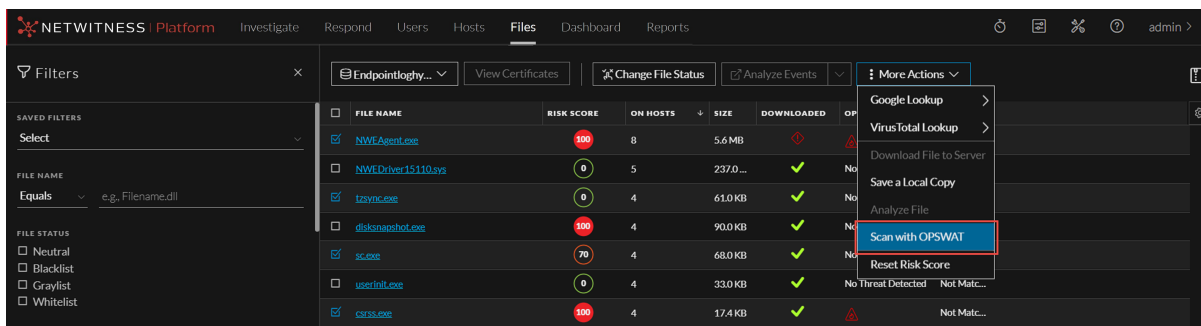 NETWITNESS Platform Investigate Respond Users Hosts Files Dashboard Reports admin >
Filters ×
SAVED FILTERS
Select
FILE NAME
Equals e.g., Filename.dll
FILE STATUS
Neutral
Blacklist
Graylist
Whitelist
Endpointloghy... View Certificates Change File Status Analyze Events More Actions
FILE NAME RISK SCORE ON HOSTS ↓ SIZE DOWNLOADED OP
NWEAgent.exe 100 8 5.6 MB
NWEDriver15110.sys 0 5 237.0 ... No
tzsync.exe 0 4 61.0 KB No
disksnapshot.exe 100 4 90.0 KB No
sc.exe 70 4 68.0 KB No
userinit.exe 0 4 33.0 KB No Threat Detected Not Matc...
csrss.exe 100 4 17.4 KB Not Matc...
Google Lookup >
VirusTotal Lookup >
Download File to Server
Save a Local Copy
Analyze File
Scan with OPSWAT
Reset Risk Score